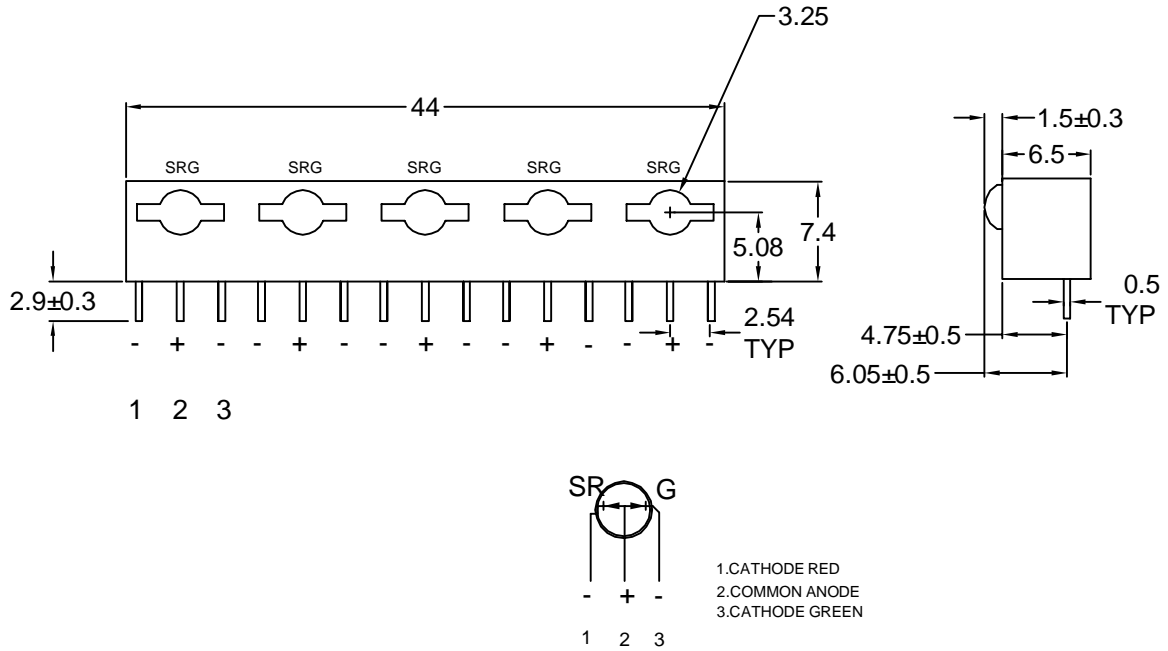 3.25
44
1.5±0.3
6.5
SRG SRG SRG SRG SRG
7.4
5.08
2.9±0.3
0.5
TYP
2.54
TYP
4.75±0.5
6.05±0.5
- + - - + - - + - - + - - + -
1 2 3
SR G
1.CATHODE RED
2.COMMON ANODE
3.CATHODE GREEN
- + -
1 2 3